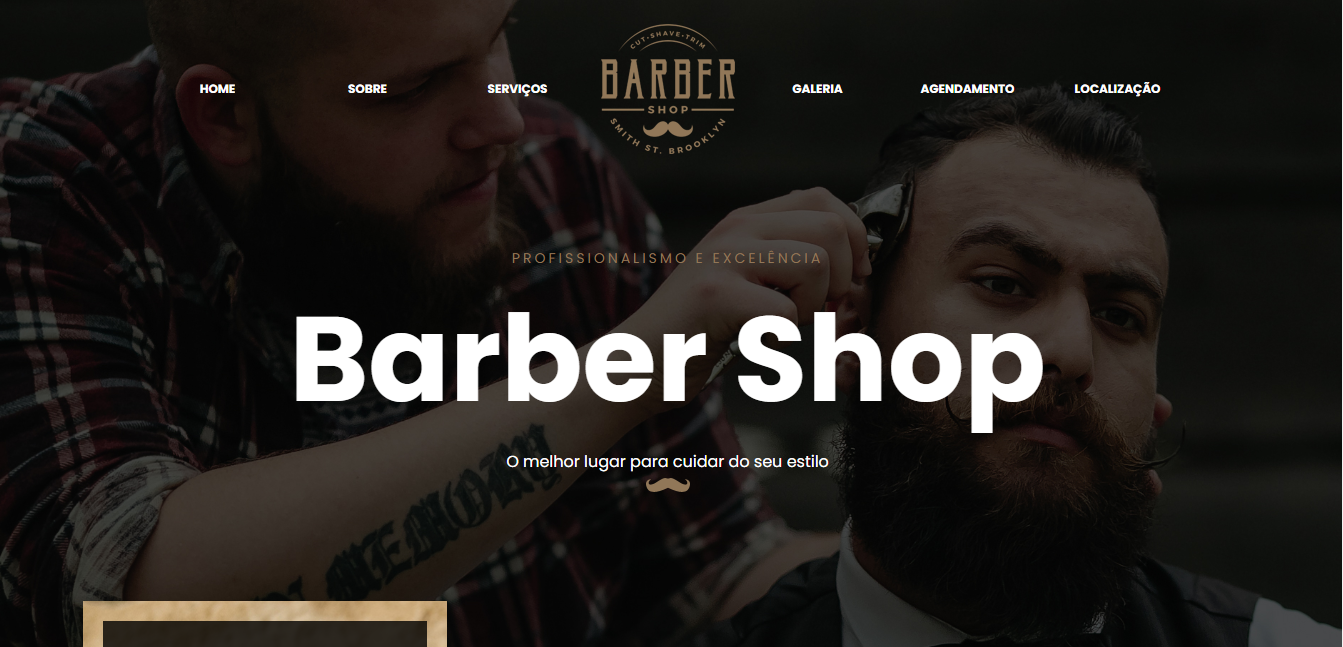 CUT•SHAVE•TRIM
HOME SOBRE SERVIÇOS BARBER GALERIA AGENDAMENTO LOCALIZAÇÃO
SHOP
SMITH ST. BROOKLYN
PROFISSIONALISMO E EXCELÊNCIA
Barber Shop
O melhor lugar para cuidar do seu estilo
MEMORY